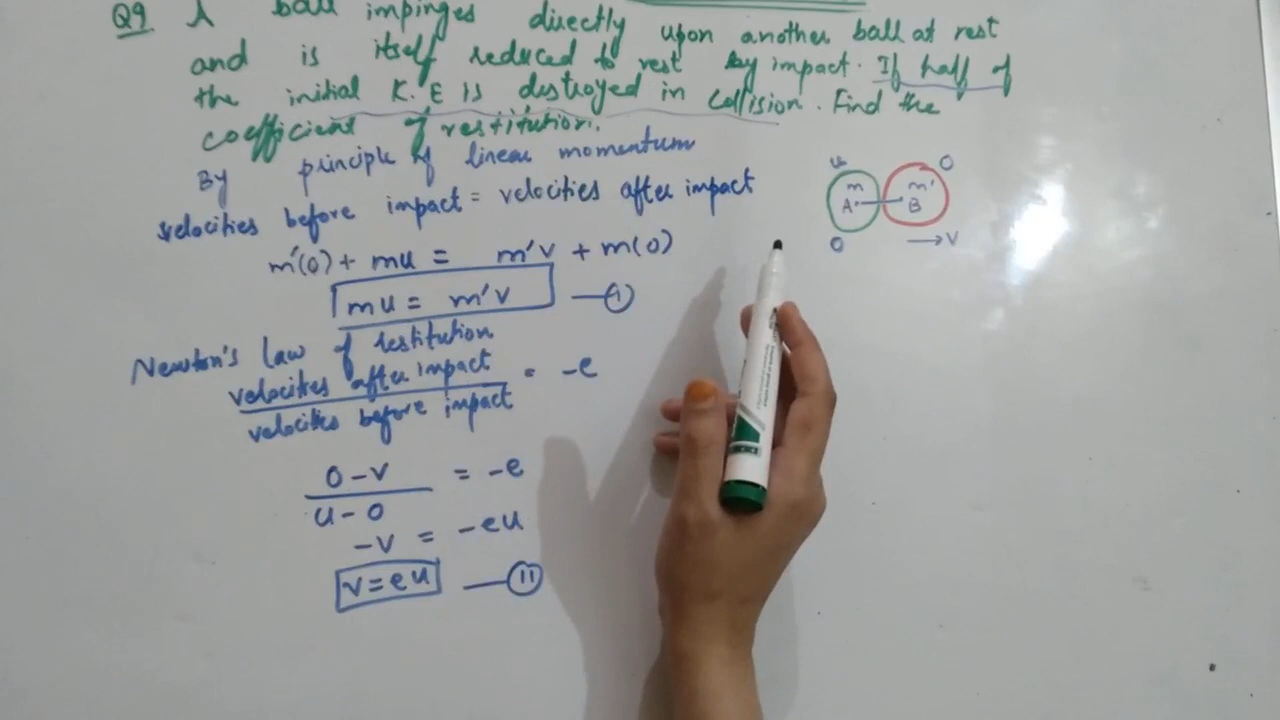 Q9 A ball impinges directly upon another ball at rest
and is itself reduced to rest by impact. If half of
the initial K.E is destroyed in collision. Find the
coefficient of restitution.
By principle of linear momentum
velocities before impact = velocities after impact
m'(0) + mu = m'v + m(0)
mu = m'v — (I)
Newton's law of restitution
velocities after impact
velocities before impact = -e
0-v
u-0 = -e
-v = -eu
v = eu — (II)
u 0
m m'
A B
0 → v